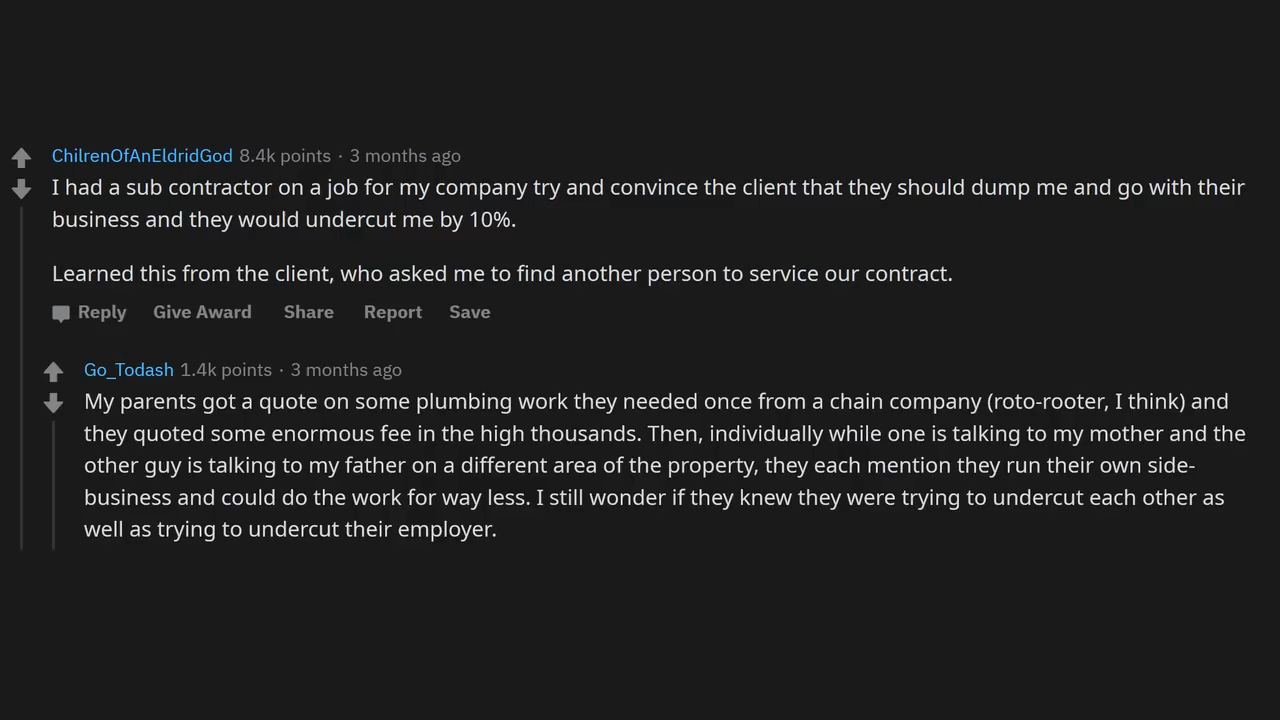 ChilrenOfAnEldridGod 8.4k points · 3 months ago
I had a sub contractor on a job for my company try and convince the client that they should dump me and go with their
business and they would undercut me by 10%.
Learned this from the client, who asked me to find another person to service our contract.
Reply Give Award Share Report Save
Go_Todash 1.4k points · 3 months ago
My parents got a quote on some plumbing work they needed once from a chain company (roto-rooter, I think) and
they quoted some enormous fee in the high thousands. Then, individually while one is talking to my mother and the
other guy is talking to my father on a different area of the property, they each mention they run their own side-
business and could do the work for way less. I still wonder if they knew they were trying to undercut each other as
well as trying to undercut their employer.